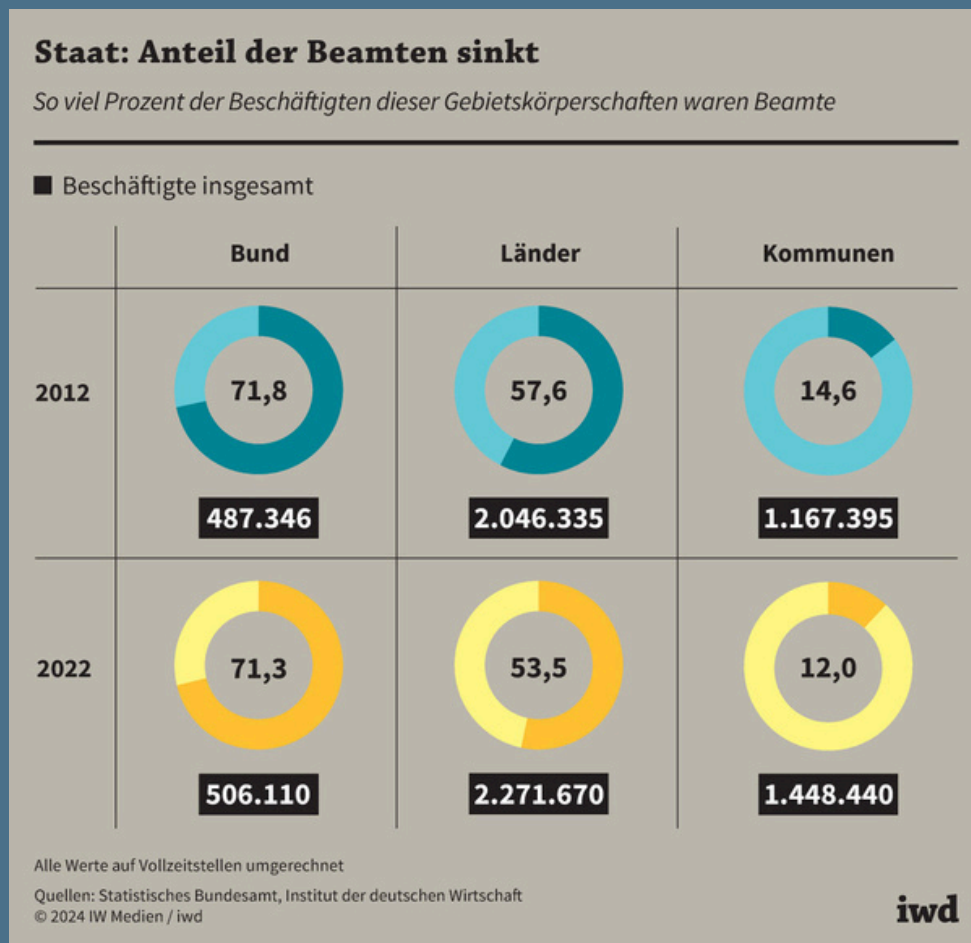 Staat: Anteil der Beamten sinkt
So viel Prozent der Beschäftigten dieser Gebietskörperschaften waren Beamte
Beschäftigte insgesamt
Bund Länder Kommunen
2012 71,8 57,6 14,6
487.346 2.046.335 1.167.395
2022 71,3 53,5 12,0
506.110 2.271.670 1.448.440
Alle Werte auf Vollzeitstellen umgerechnet
Quellen: Statistisches Bundesamt, Institut der deutschen Wirtschaft
© 2024 IW Medien / iwd
iwd